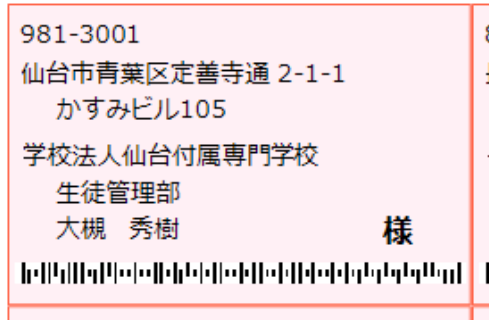 981-3001
仙台市青葉区定善寺通 2-1-1
かすみビル105
学校法人仙台付属専門学校
生徒管理部
大槻　秀樹　様